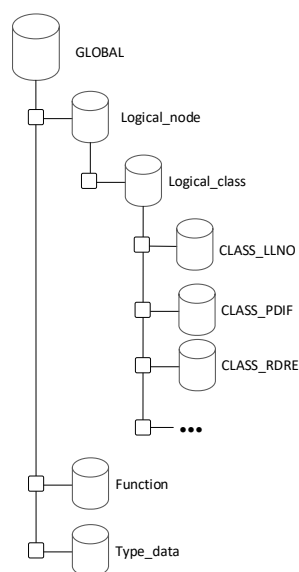 GLOBAL
Logical_node
Logical_class
CLASS_LLNO
CLASS_PDIF
CLASS_RDRE
•••
Function
Type_data